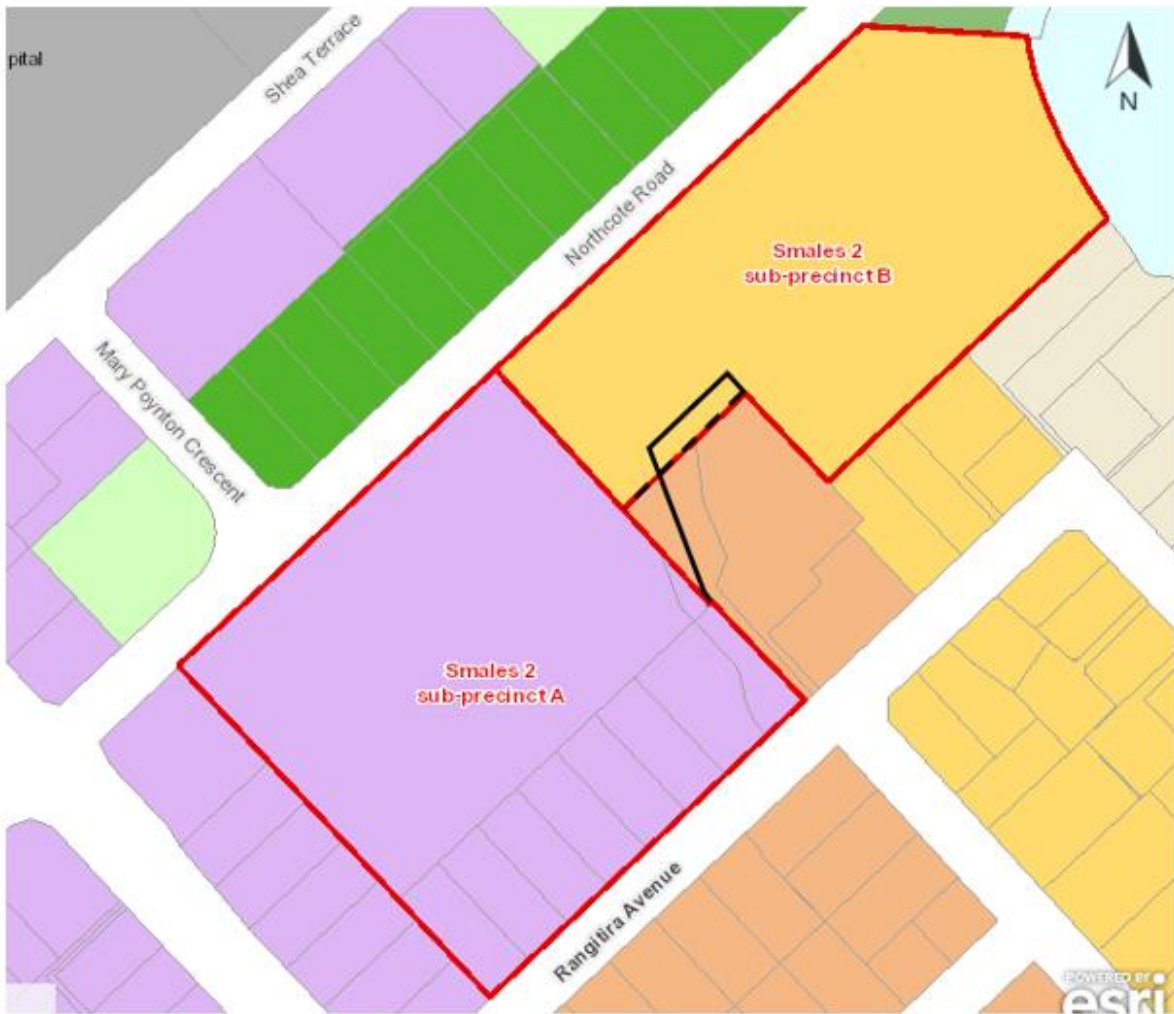 pital
Shea Terrace
N
Northcote Road
Smales 2
sub-precinct B
Mary Poynton Crescent
Smales 2
sub-precinct A
Rangitira Avenue
POWERED BY
esri